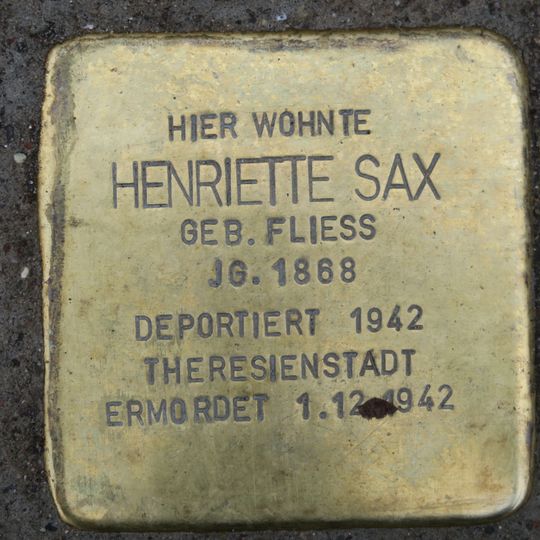 HIER WOHNTE
HENRIETTE SAX
GEB. FLIESS
JG. 1868
DEPORTIERT 1942
THERESIENSTADT
ERMORDET 1.12.1942